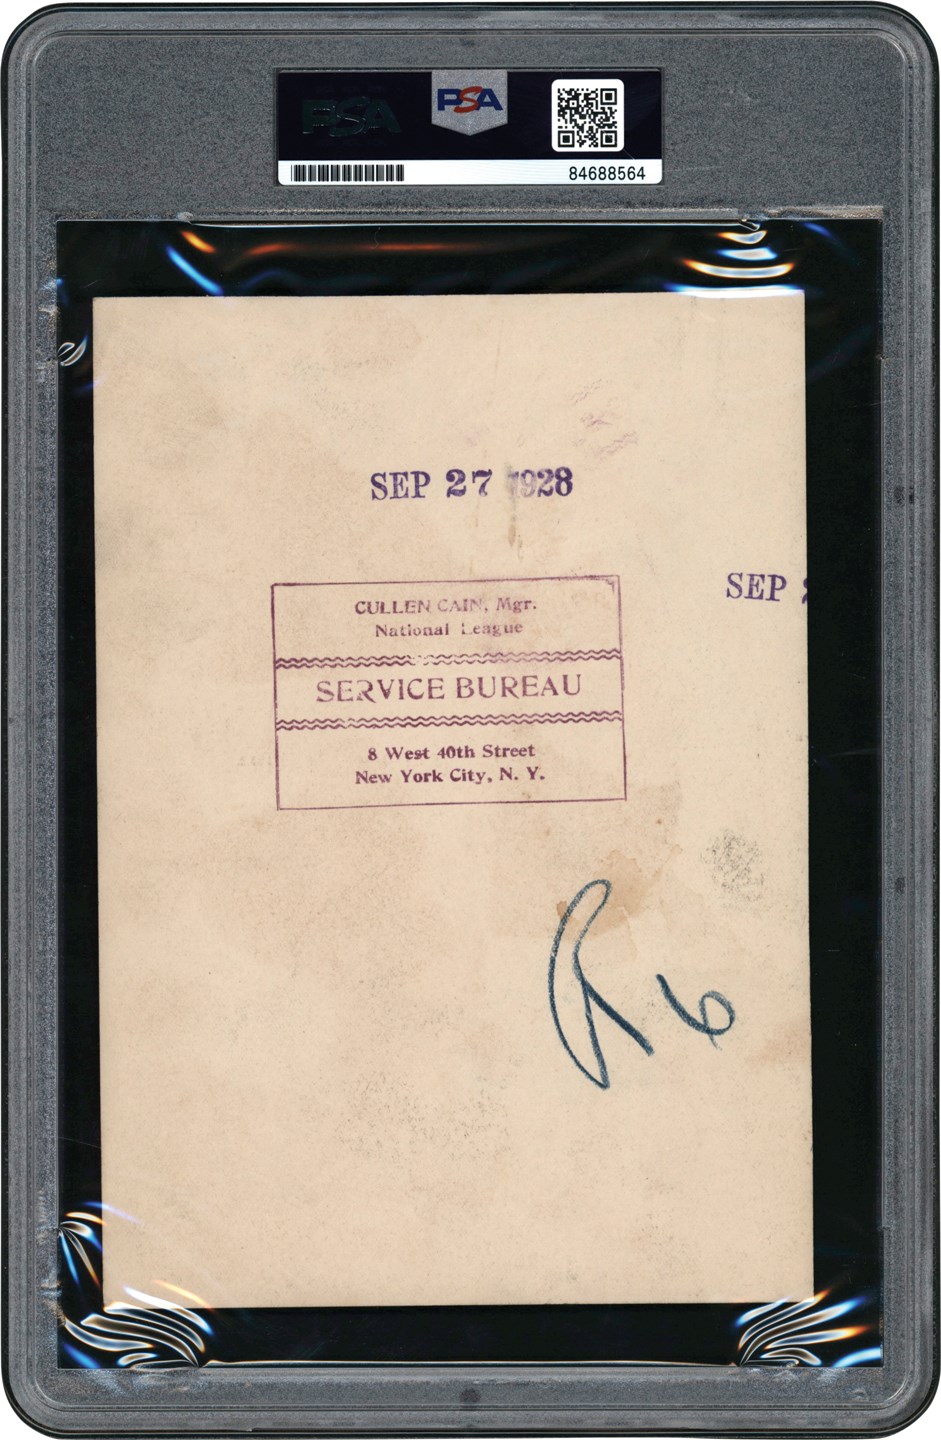 PSA
PSA
84688564
SEP 27 1928
SEP
CULLEN CAIN, Mgr.
National League
SERVICE BUREAU
8 West 40th Street
New York City, N. Y.
6